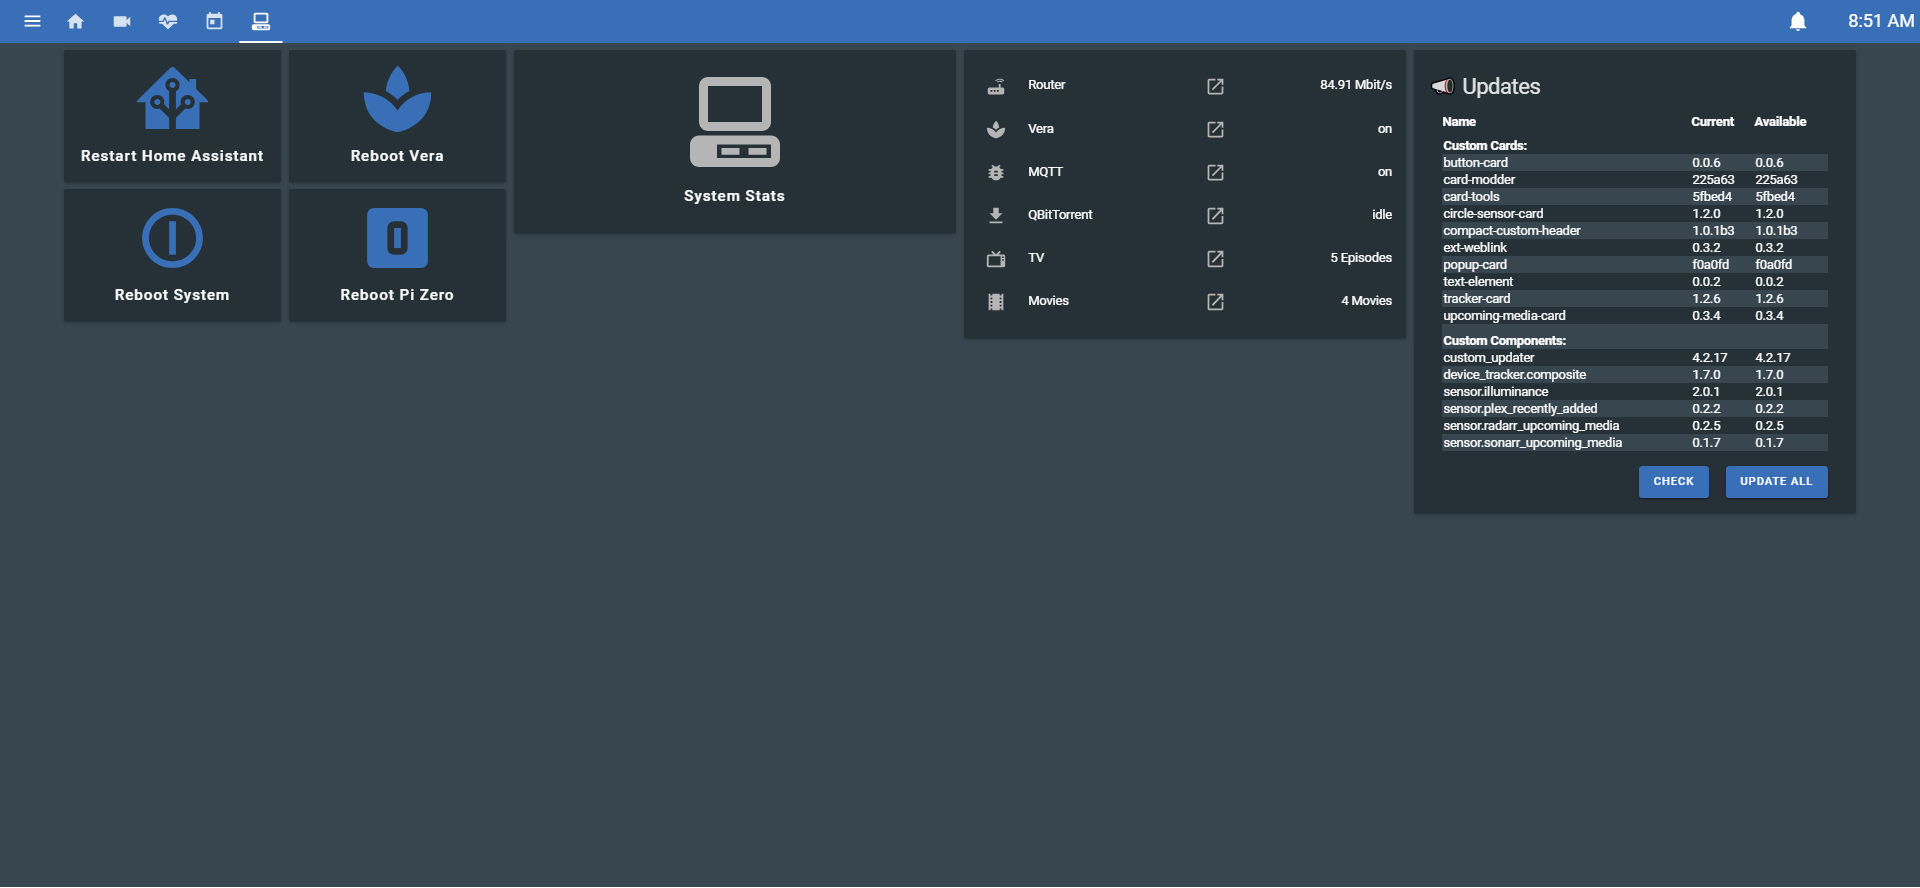 8:51 AM
Restart Home Assistant
Reboot Vera
Reboot System
Reboot Pi Zero
System Stats
Router 84.91 Mbit/s
Vera on
MQTT on
QBitTorrent idle
TV 5 Episodes
Movies 4 Movies
Updates
Name Current Available
Custom Cards:
button-card 0.0.6 0.0.6
card-modder 225a63 225a63
card-tools 5fbed4 5fbed4
circle-sensor-card 1.2.0 1.2.0
compact-custom-header 1.0.1b3 1.0.1b3
ext-weblink 0.3.2 0.3.2
popup-card f0a0fd f0a0fd
text-element 0.0.2 0.0.2
tracker-card 1.2.6 1.2.6
upcoming-media-card 0.3.4 0.3.4
Custom Components:
custom_updater 4.2.17 4.2.17
device_tracker.composite 1.7.0 1.7.0
sensor.illuminance 2.0.1 2.0.1
sensor.plex_recently_added 0.2.2 0.2.2
sensor.radarr_upcoming_media 0.2.5 0.2.5
sensor.sonarr_upcoming_media 0.1.7 0.1.7
CHECK UPDATE ALL